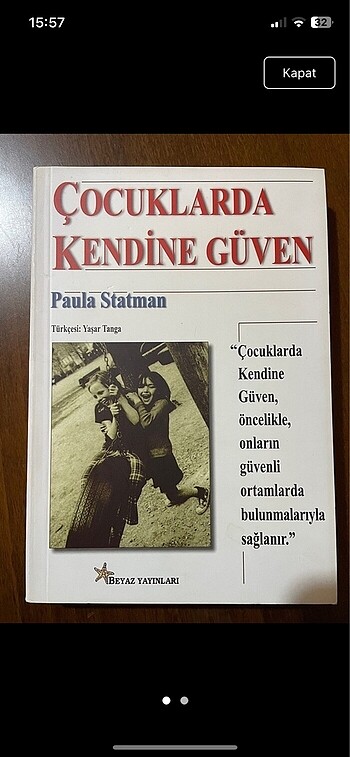 15:57
32
Kapat
ÇOCUKLARDA
KENDİNE GÜVEN
Paula Statman
Türkçesi: Yaşar Tanga
“Çocuklarda
Kendine
Güven,
öncelikle,
onların
güvenli
ortamlarda
bulunmalarıyla
sağlanır.”
BEYAZ YAYINLARI